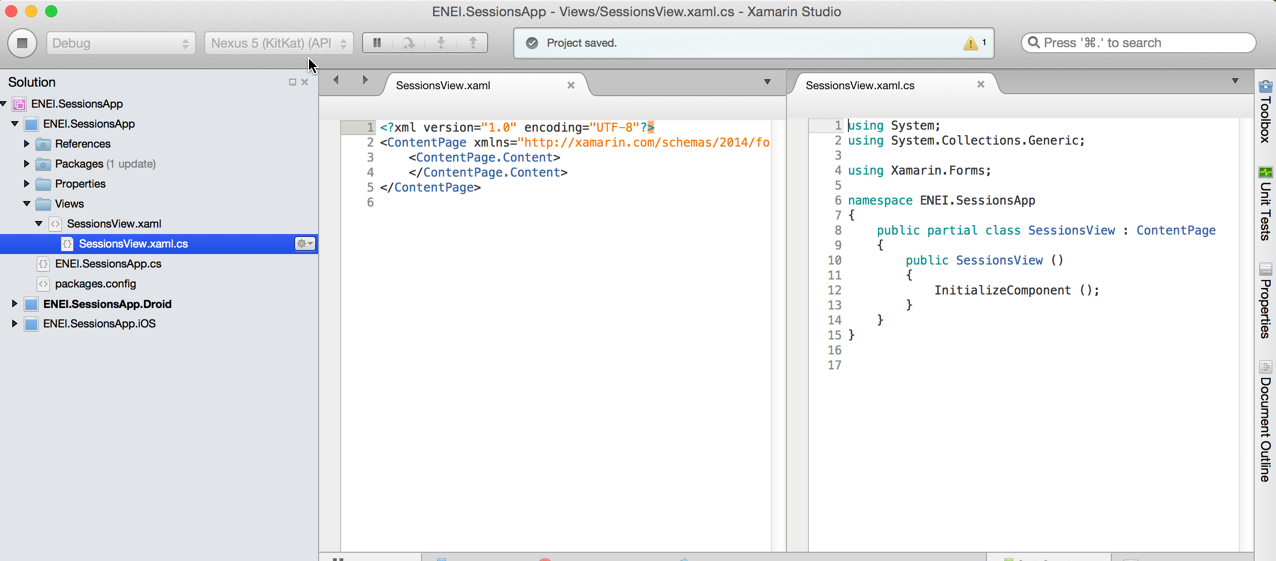 ENEI.SessionsApp - Views/SessionsView.xaml.cs - Xamarin Studio
Debug
Nexus 5 (KitKat) (API
Project saved.
1
Press '⌘.' to search
Solution
ENEI.SessionsApp
ENEI.SessionsApp
References
Packages (1 update)
Properties
Views
SessionsView.xaml
SessionsView.xaml.cs
ENEI.SessionsApp.cs
packages.config
ENEI.SessionsApp.Droid
ENEI.SessionsApp.iOS
SessionsView.xaml
1 <?xml version="1.0" encoding="UTF-8"?>
2 <ContentPage xmlns="http://xamarin.com/schemas/2014/fo
3 <ContentPage.Content>
4 </ContentPage.Content>
5 </ContentPage>
6
SessionsView.xaml.cs
1 using System;
2 using System.Collections.Generic;
3
4 using Xamarin.Forms;
5
6 namespace ENEI.SessionsApp
7 {
8 public partial class SessionsView : ContentPage
9 {
10 public SessionsView ()
11 {
12 InitializeComponent ();
13 }
14 }
15 }
16
17
Toolbox
Unit Tests
Properties
Document Outline